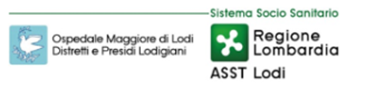 Sistema Socio Sanitario
Ospedale Maggiore di Lodi
Distretti e Presidi Lodigiani
Regione
Lombardia
ASST Lodi